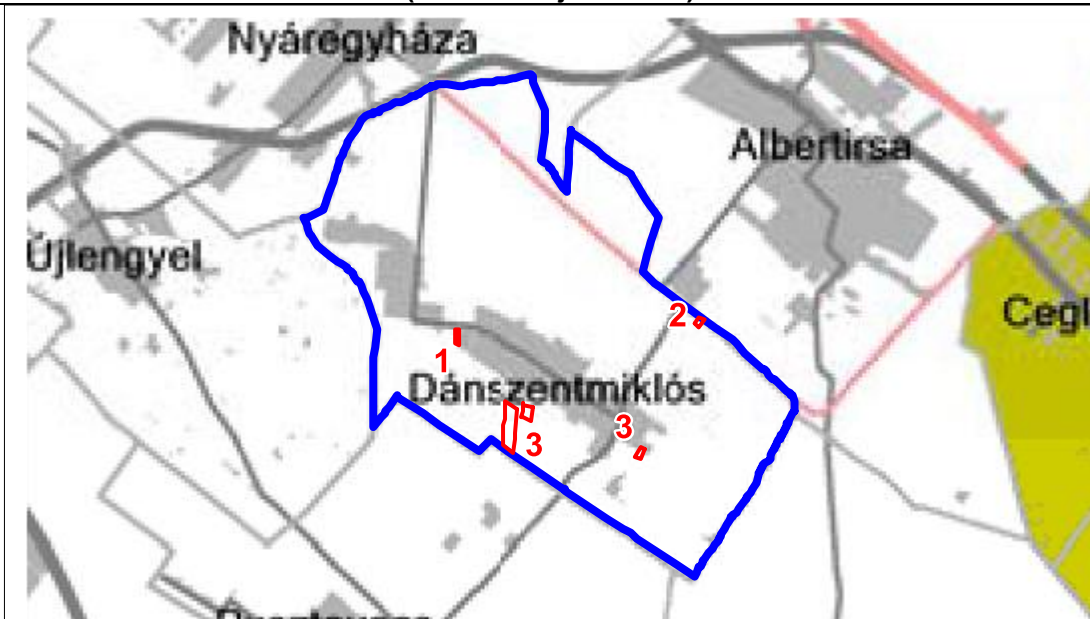 Nyáregyháza
Albertirsa
Újlengyel
Cegl
2
1
Dánszentmiklós
3
3